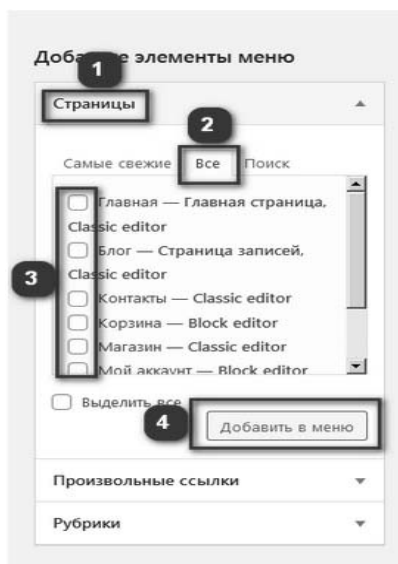 Добавьте элементы меню
1
Страницы
2
Самые свежие Все Поиск
Главная — Главная страница,
Classic editor
Блог — Страница записей,
Classic editor
3
Контакты — Classic editor
Корзина — Block editor
Магазин — Classic editor
Мой аккаунт — Block editor
Выделить все
4
Добавить в меню
Произвольные ссылки
Рубрики